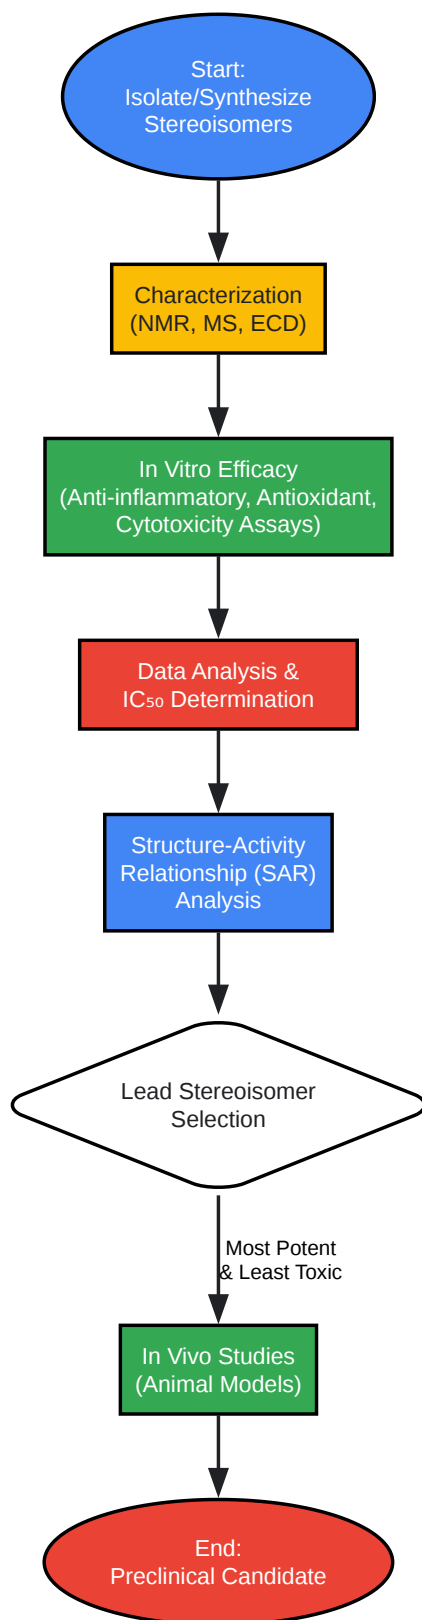 Start:
Isolate/Synthesize
Stereoisomers
Characterization
(NMR, MS, ECD)
In Vitro Efficacy
(Anti-inflammatory, Antioxidant,
Cytotoxicity Assays)
Data Analysis &
IC₅₀ Determination
Structure-Activity
Relationship (SAR)
Analysis
Lead Stereoisomer
Selection
Most Potent
& Least Toxic
In Vivo Studies
(Animal Models)
End:
Preclinical Candidate